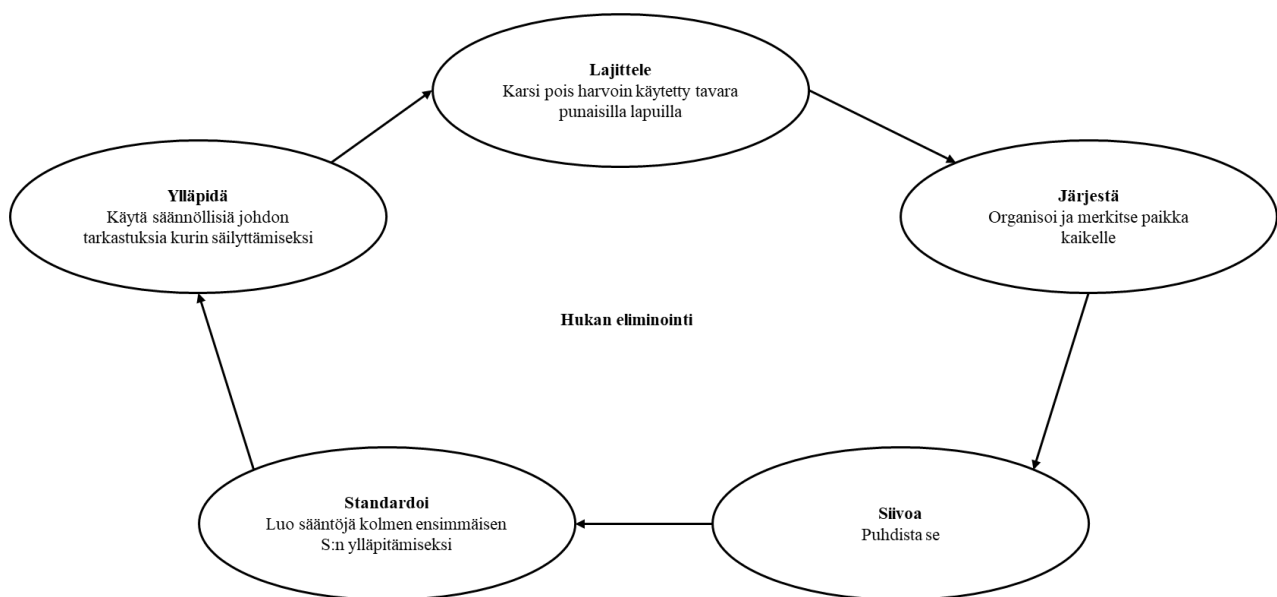 Lajittele
Karsi pois harvoin käytetty tavara
punaisilla lapuilla
Ylläpidä
Käytä säännöllisiä johdon
tarkastuksia kurin säilyttämiseksi
Järjestä
Organisoi ja merkitse paikka
kaikelle
Hukan eliminointi
Standardoi
Luo sääntöjä kolmen ensimmäisen
S:n ylläpitämiseksi
Siivoa
Puhdista se